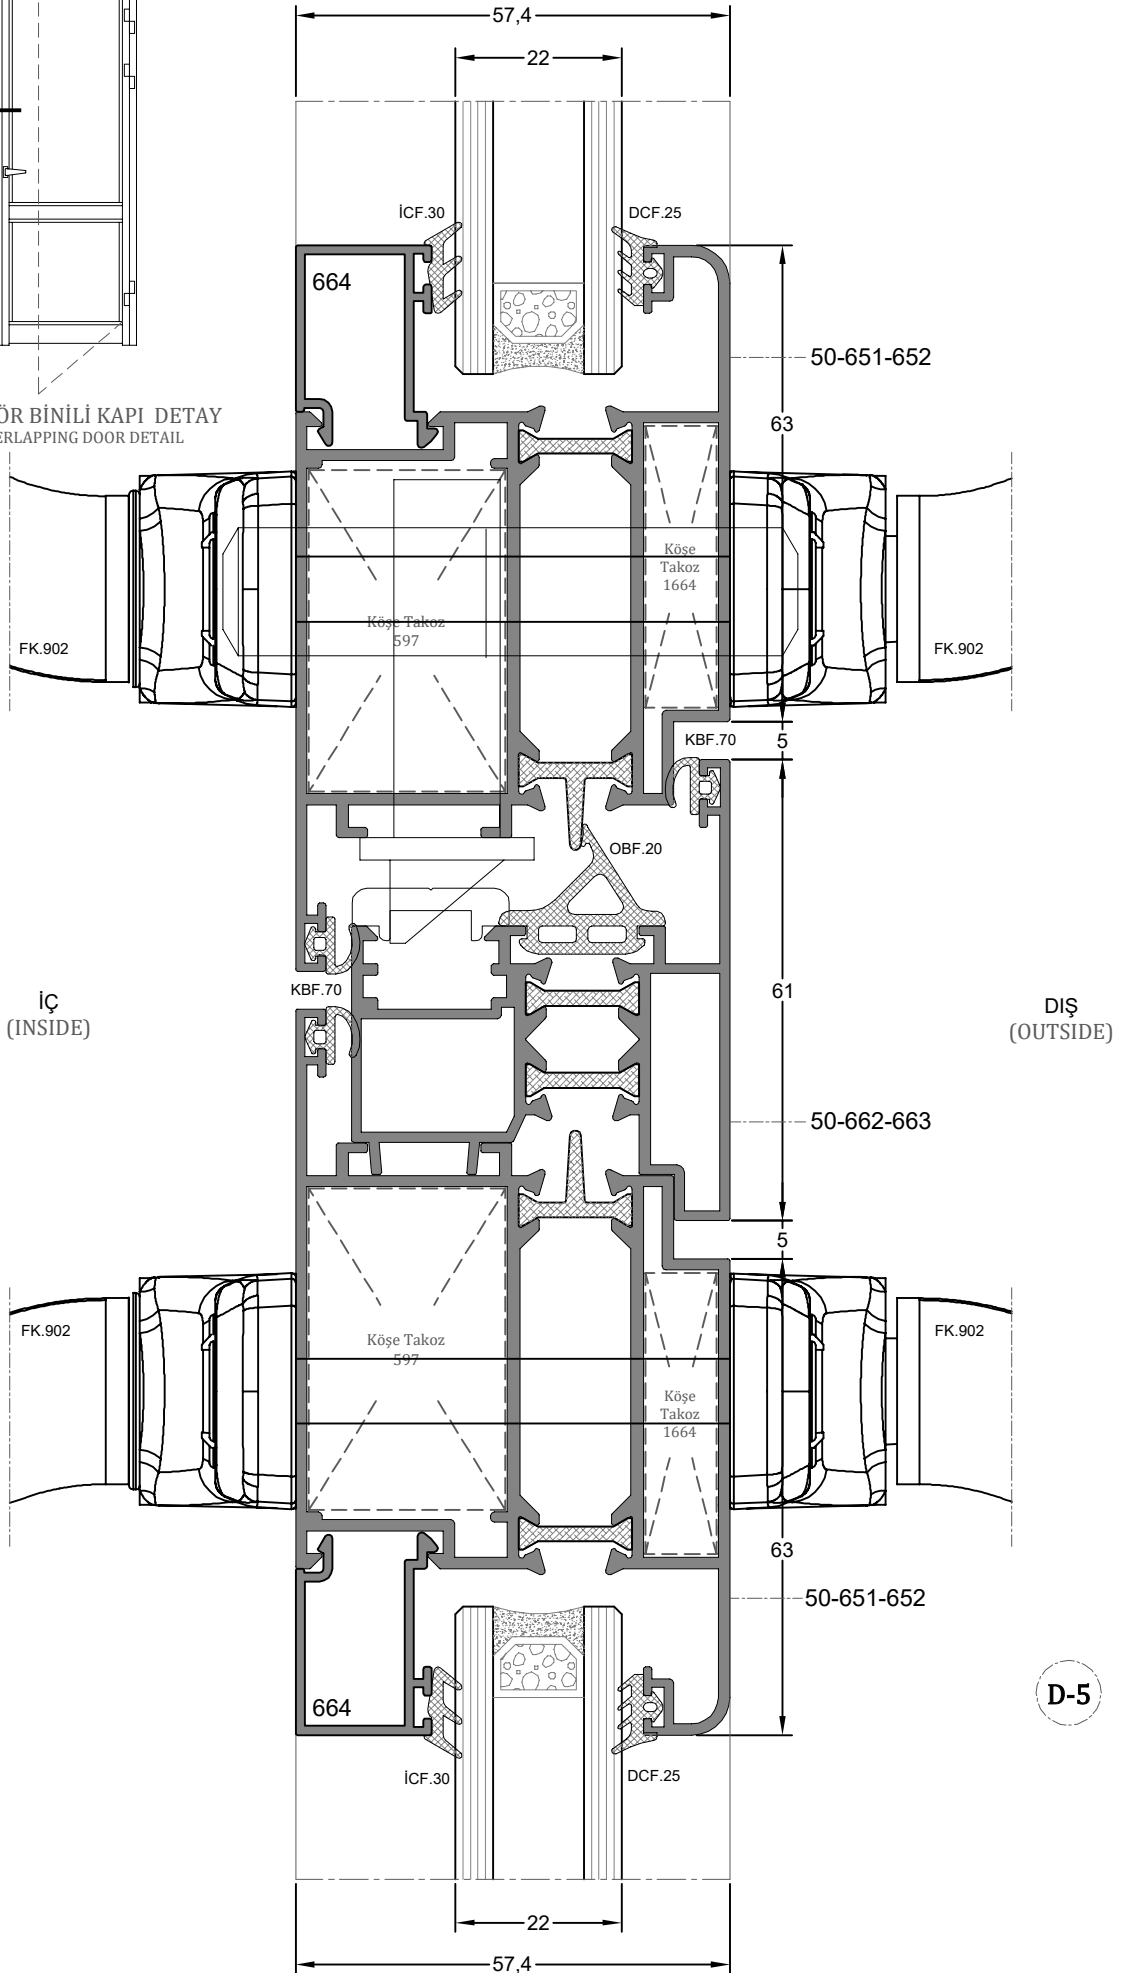 57,4
22
İCF.30
DCF.25
664
50-651-652
63
BİNİLİ KAPI DETAY
DOOR DETAIL
Köşe
Takoz
1664
Köşe Takoz
597
FK.902
FK.902
KBF.70
5
OBF.20
KBF.70
61
İÇ
(INSIDE)
DIŞ
(OUTSIDE)
50-662-663
5
FK.902
FK.902
Köşe Takoz
597
Köşe
Takoz
1664
63
50-651-652
664
D-5
İCF.30
DCF.25
22
57,4